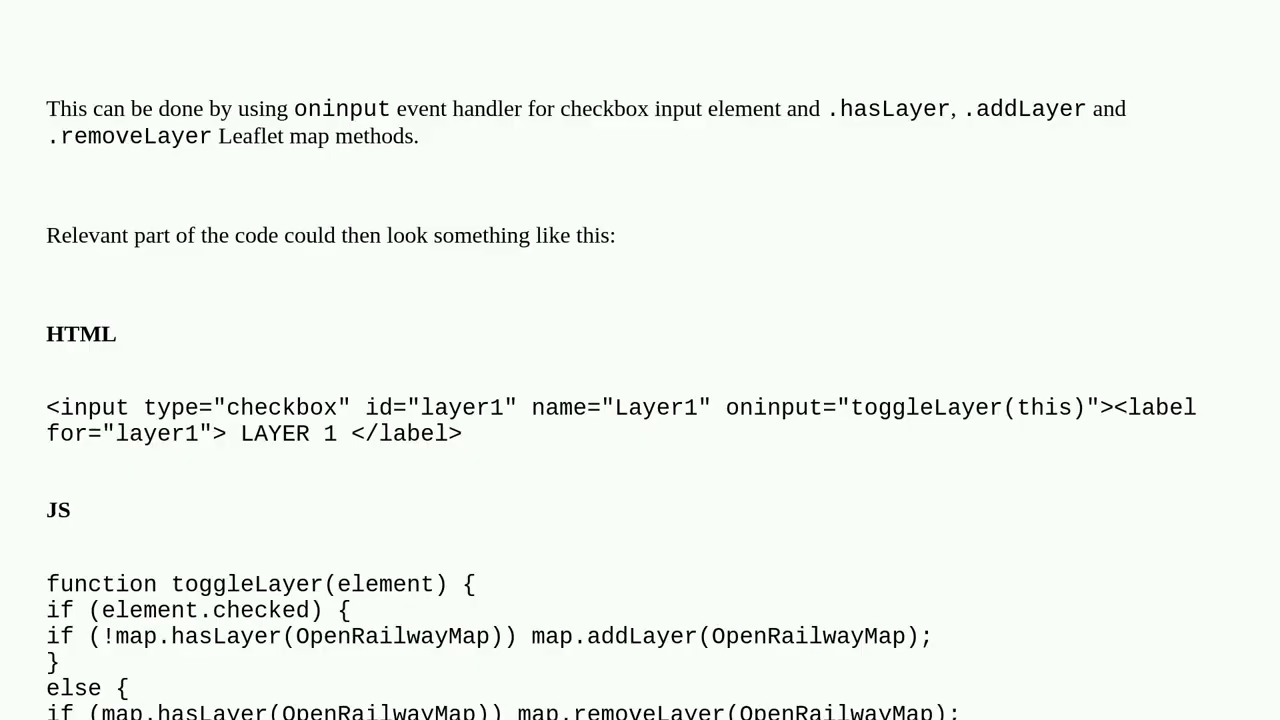 This can be done by using oninput event handler for checkbox input element and .hasLayer, .addLayer and
.removeLayer Leaflet map methods.
Relevant part of the code could then look something like this:
HTML
<input type="checkbox" id="layer1" name="Layer1" oninput="toggleLayer(this)"><label
for="layer1"> LAYER 1 </label>
JS
function toggleLayer(element) {
if (element.checked) {
if (!map.hasLayer(OpenRailwayMap)) map.addLayer(OpenRailwayMap);
}
else {
if (map.hasLayer(OpenRailwayMap)) map.removeLayer(OpenRailwayMap);